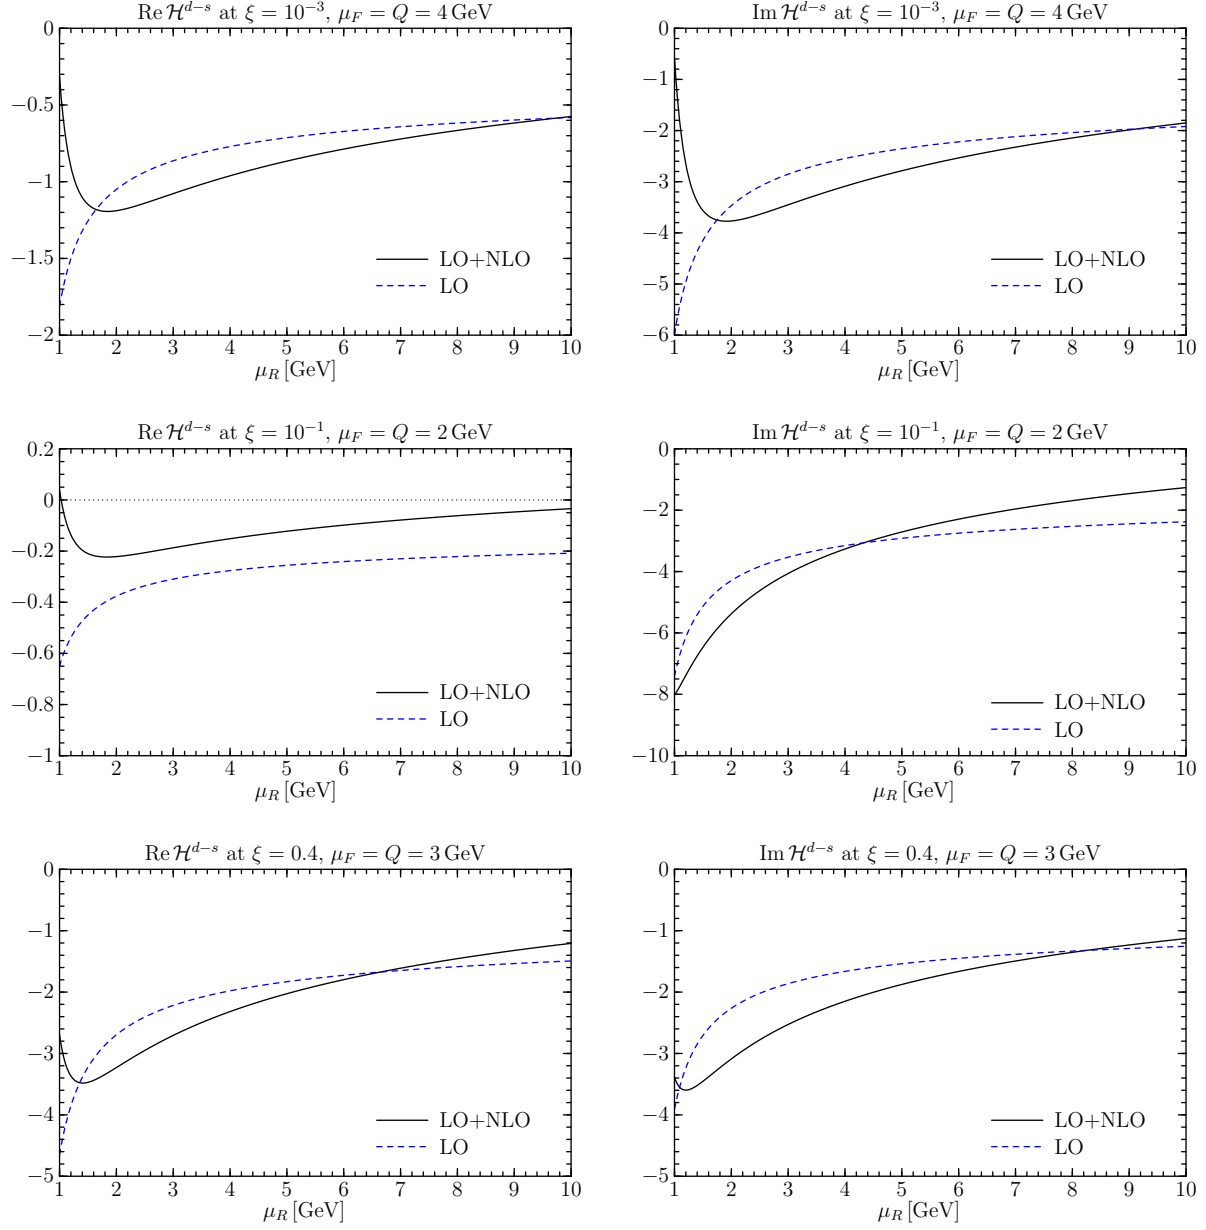 Re ℋ^{d−s} at ξ = 10^{−3}, μ_F = Q = 4 GeV
0
−0.5
−1
−1.5
−2
1 2 3 4 5 6 7 8 9 10
μ_R [GeV]
LO+NLO
LO
Im ℋ^{d−s} at ξ = 10^{−3}, μ_F = Q = 4 GeV
0
−1
−2
−3
−4
−5
−6
1 2 3 4 5 6 7 8 9 10
μ_R [GeV]
LO+NLO
LO
Re ℋ^{d−s} at ξ = 10^{−1}, μ_F = Q = 2 GeV
0.2
0
−0.2
−0.4
−0.6
−0.8
−1
1 2 3 4 5 6 7 8 9 10
μ_R [GeV]
LO+NLO
LO
Im ℋ^{d−s} at ξ = 10^{−1}, μ_F = Q = 2 GeV
0
−2
−4
−6
−8
−10
1 2 3 4 5 6 7 8 9 10
μ_R [GeV]
LO+NLO
LO
Re ℋ^{d−s} at ξ = 0.4, μ_F = Q = 3 GeV
0
−1
−2
−3
−4
−5
1 2 3 4 5 6 7 8 9 10
μ_R [GeV]
LO+NLO
LO
Im ℋ^{d−s} at ξ = 0.4, μ_F = Q = 3 GeV
0
−1
−2
−3
−4
−5
1 2 3 4 5 6 7 8 9 10
μ_R [GeV]
LO+NLO
LO